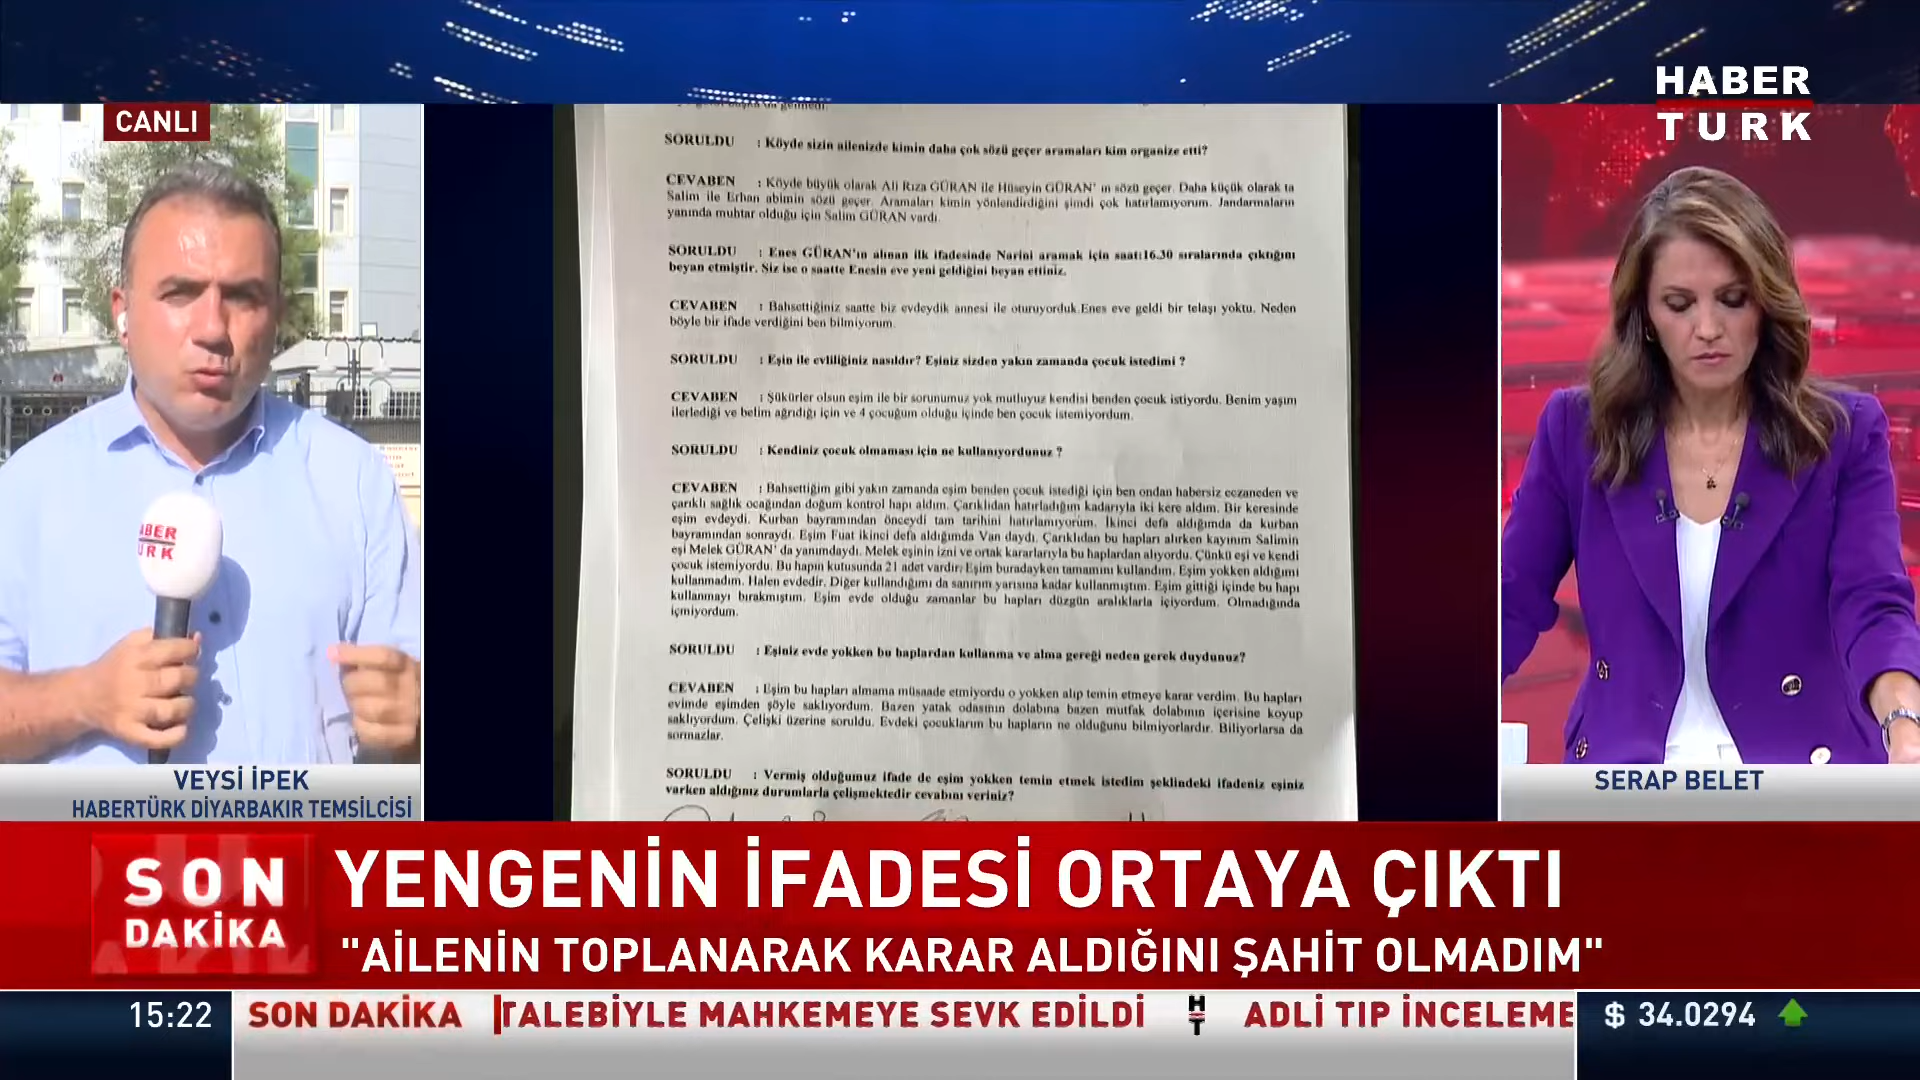 HABER
TURK
CANLI
SORULDU : Köyde sizin ailenizde kimin daha çok sözü geçer aramaları kim organize etti?
CEVABEN : Köyde büyük olarak Ali Rıza GÜRAN ile Hüseyin GÜRAN' ın sözü geçer. Daha küçük olarak ta
Salim ile Erhan abimin sözü geçer. Aramaları kimin yönlendirdiğini şimdi çok hatırlamıyorum. Jandarmaların
yanında muhtar olduğu için Salim GÜRAN vardı.
SORULDU : Enes GÜRAN'ın alınan ilk ifadesinde Narini aramak için saat:16.30 sıralarında çıktığını
beyan etmiştir. Siz ise o saatte Enesin eve yeni geldiğini beyan ettiniz.
CEVABEN : Bahsettiğiniz saatte biz evdeydik annesi ile oturuyorduk.Enes eve geldi bir telaşı yoktu. Neden
böyle bir ifade verdiğini ben bilmiyorum.
SORULDU : Eşin ile evliliğiniz nasıldır? Eşiniz sizden yakın zamanda çocuk istedimi ?
CEVABEN : Şükürler olsun eşim ile bir sorunumuz yok mutluyuz kendisi benden çocuk istiyordu. Benim yaşım
ilerlediği ve belim ağrıdığı için ve 4 çocuğum olduğu içinde ben çocuk istemiyordum.
SORULDU : Kendiniz çocuk olmaması için ne kullanıyordunuz ?
CEVABEN : Bahsettiğim gibi yakın zamanda eşim benden çocuk istediği için ben ondan habersiz eczaneden ve
çarıklı sağlık ocağından doğum kontrol hapı aldım. Çarıklıdan hatırladığım kadarıyla iki kere aldım. Bir keresinde
eşim evdeydi. Kurban bayramından önceydi tam tarihini hatırlamıyorum. İkinci defa aldığımda da kurban
bayramından sonraydı. Eşim Fuat ikinci defa aldığımda Van daydı. Çarıklıdan bu hapları alırken kayınım Salimin
eşi Melek GÜRAN' da yanımdaydı. Melek eşinin izni ve ortak kararlarıyla bu haplardan alıyordu. Çünkü eşi ve kendi
çocuk istemiyordu. Bu hapın kutusunda 21 adet vardır; Eşim buradayken tamamını kullandım. Eşim yokken aldığımı
kullanmadım. Halen evdedir. Diğer kullandığımı da sanırım yarısına kadar kullanmıştım. Eşim gittiği içinde bu hapı
kullanmayı bırakmıştım. Eşim evde olduğu zamanlar bu hapları düzgün aralıklarla içiyordum. Olmadığında
içmiyordum.
SORULDU : Eşiniz evde yokken bu haplardan kullanma ve alma gereği neden gerek duydunuz?
CEVABEN : Eşim bu hapları almama müsaade etmiyordu o yokken alıp temin etmeye karar verdim. Bu hapları
evimde eşimden şöyle saklıyordum. Bazen yatak odasının dolabına bazen mutfak dolabının içerisine koyup
saklıyordum. Çelişki üzerine soruldu. Evdeki çocukların bu hapların ne olduğunu bilmiyorlardır. Biliyorlarsa da
sormazlar.
SORULDU : Vermiş olduğumuz ifade de eşim yokken temin etmek istedim şeklindeki ifadeniz eşiniz
varken aldığınız durumlarla çelişmektedir cevabını veriniz?
HABER
TURK
VEYSİ İPEK
HABERTÜRK DİYARBAKIR TEMSİLCİSİ
SERAP BELET
SON
DAKİKA
YENGENİN İFADESİ ORTAYA ÇIKTI
"AİLENİN TOPLANARAK KARAR ALDIĞINI ŞAHİT OLMADIM"
15:22 SON DAKİKA TALEBİYLE MAHKEMEYE SEVK EDİLDİ HT ADLİ TIP İNCELEME $ 34.0294